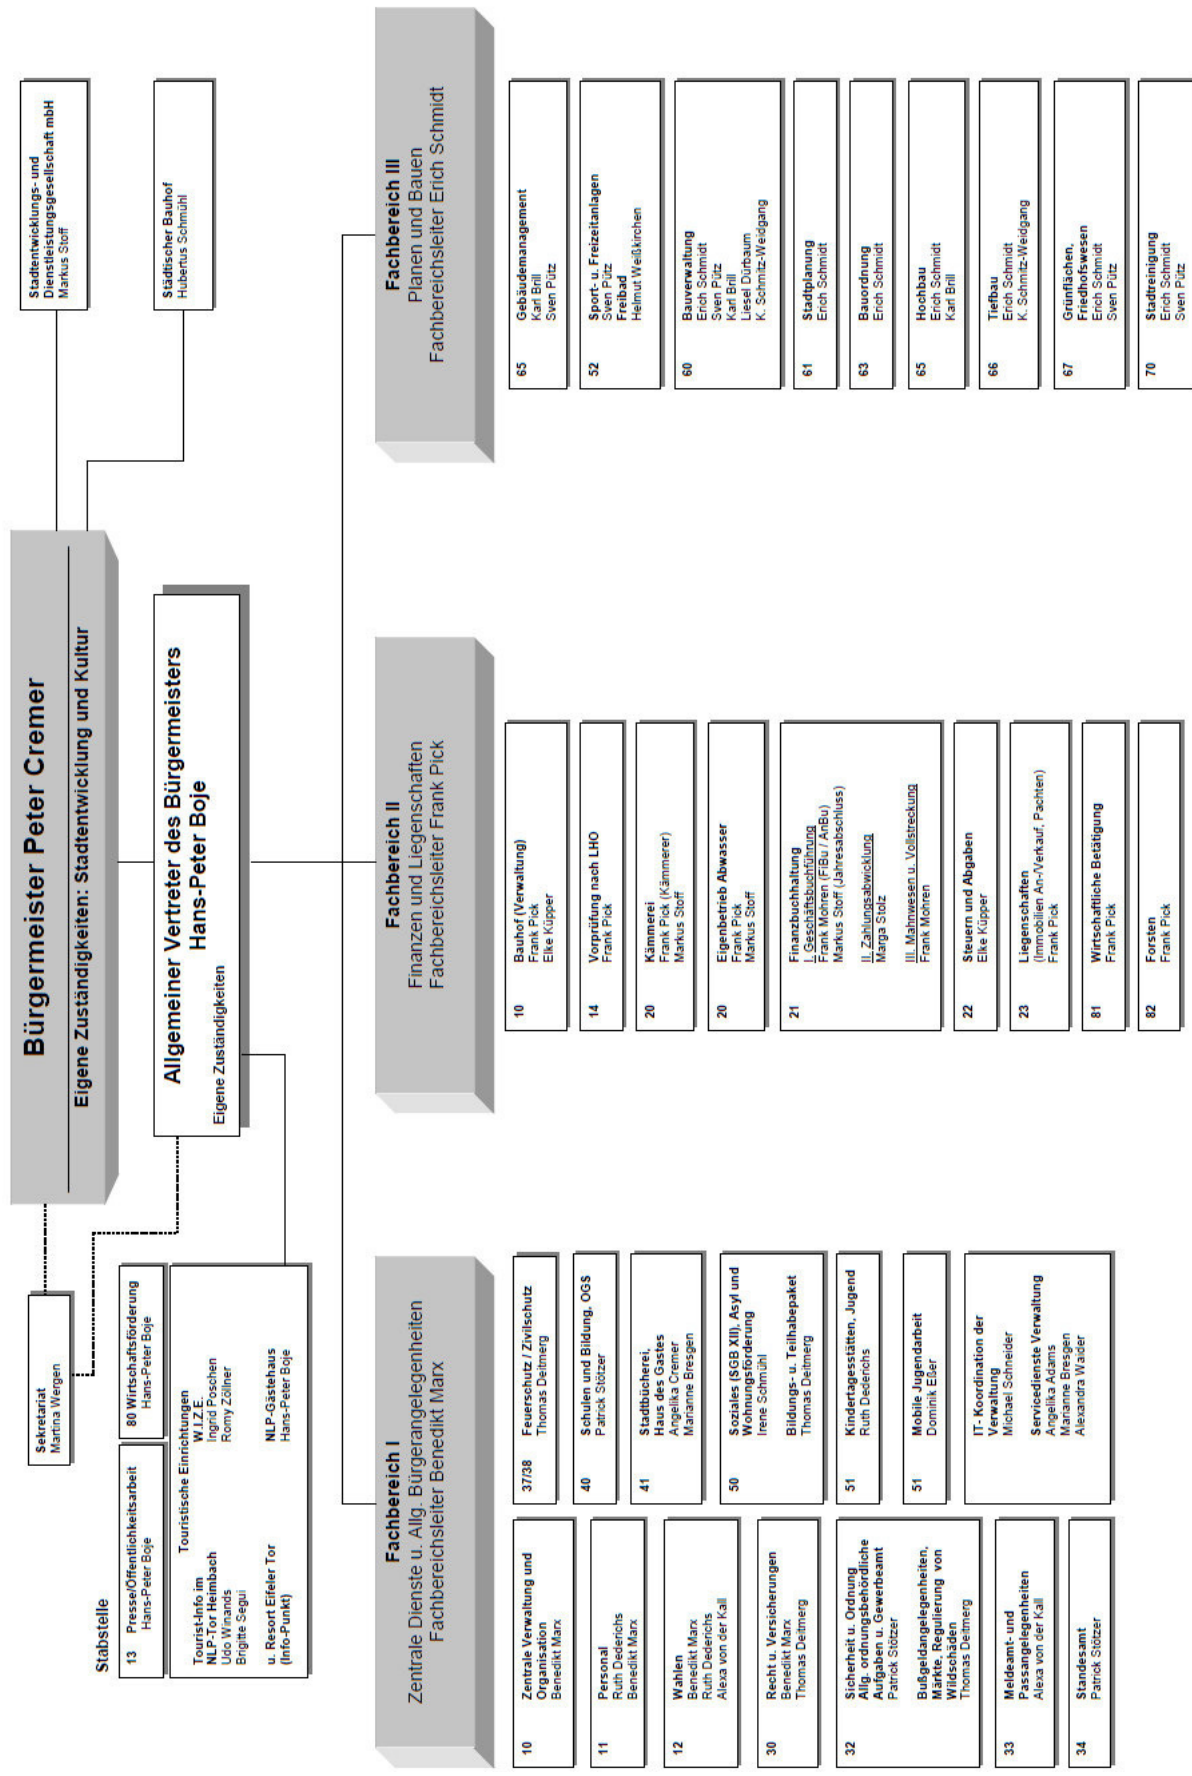 Bürgermeister Peter Cremer
Eigene Zuständigkeiten: Stadtentwicklung und Kultur
Sekretariat
Martina Wergen
Stadtentwicklungs- und
Dienstleistungsgesellschaft mbH
Markus Stoff
Städtischer Bauhof
Hubertus Schmühl
Allgemeiner Vertreter des Bürgermeisters
Hans-Peter Boje
Eigene Zuständigkeiten
Stabstelle
13 Presse/Öffentlichkeitsarbeit
Hans-Peter Boje
80 Wirtschaftsförderung
Hans-Peter Boje
Touristische Einrichtungen
Tourist-Info im
NLP-Tor Heimbach
Udo Winands
Brigitte Segui
u. Resort Eifeler Tor
(Info-Punkt)
W.I.Z.E.
Ingrid Poschen
Romy Zöllner
NLP-Gästehaus
Hans-Peter Boje
Fachbereich I
Zentrale Dienste u. Allg. Bürgerangelegenheiten
Fachbereichsleiter Benedikt Marx
10 Zentrale Verwaltung und
Organisation
Benedikt Marx
11 Personal
Ruth Dederichs
Benedikt Marx
12 Wahlen
Benedikt Marx
Ruth Dederichs
Alexa von der Kall
30 Recht u. Versicherungen
Benedikt Marx
Thomas Deitmerg
32 Sicherheit u. Ordnung
Allg. ordnungsbehördliche
Aufgaben u. Gewerbeamt
Patrick Stötzer
Bußgeldangelegenheiten,
Märkte, Regulierung von
Wildschäden
Thomas Deitmerg
33 Meldeamt- und
Passangelegenheiten
Alexa von der Kall
34 Standesamt
Patrick Stötzer
37/38 Feuerschutz / Zivilschutz
Thomas Deitmerg
40 Schulen und Bildung, OGS
Patrick Stötzer
41 Stadtbücherei,
Haus des Gastes
Angelika Cremer
Marianne Bresgen
50 Soziales (SGB XII), Asyl und
Wohnungsförderung
Irene Schmühl
Bildungs- u. Teilhabepaket
Thomas Deitmerg
51 Kindertagesstätten, Jugend
Ruth Dederichs
51 Mobile Jugendarbeit
Dominik Eßer
IT- Koordination der
Verwaltung
Michael Schneider
Servicedienste Verwaltung
Angelika Adams
Marianne Bresgen
Alexandra Waider
Fachbereich II
Finanzen und Liegenschaften
Fachbereichsleiter Frank Pick
10 Bauhof (Verwaltung)
Frank Pick
Elke Küpper
14 Vorprüfung nach LHO
Frank Pick
20 Kämmerei
Frank Pick (Kämmerer)
Markus Stoff
20 Eigenbetrieb Abwasser
Frank Pick
Markus Stoff
21 Finanzbuchhaltung
I. Geschäftsbuchführung
Frank Mohren (FiBu / AnBu)
Markus Stoff (Jahresabschluss)
II. Zahlungsabwicklung
Marga Stolz
III. Mahnwesen u. Vollstreckung
Frank Mohren
22 Steuern und Abgaben
Elke Küpper
23 Liegenschaften
(Immobilien An-/Verkauf, Pachten)
Frank Pick
81 Wirtschaftliche Betätigung
Frank Pick
82 Forsten
Frank Pick
Fachbereich III
Planen und Bauen
Fachbereichsleiter Erich Schmidt
65 Gebäudemanagement
Karl Brill
Sven Pütz
52 Sport- u. Freizeitanlagen
Sven Pütz
Freibad
Helmut Weißkirchen
60 Bauverwaltung
Erich Schmidt
Sven Pütz
Karl Brill
Liesel Dürbaum
K. Schmitz-Weidgang
61 Stadtplanung
Erich Schmidt
63 Bauordnung
Erich Schmidt
65 Hochbau
Erich Schmidt
Karl Brill
66 Tiefbau
Erich Schmidt
K. Schmitz-Weidgang
67 Grünflächen,
Friedhofswesen
Erich Schmidt
Sven Pütz
70 Stadtreinigung
Erich Schmidt
Sven Pütz